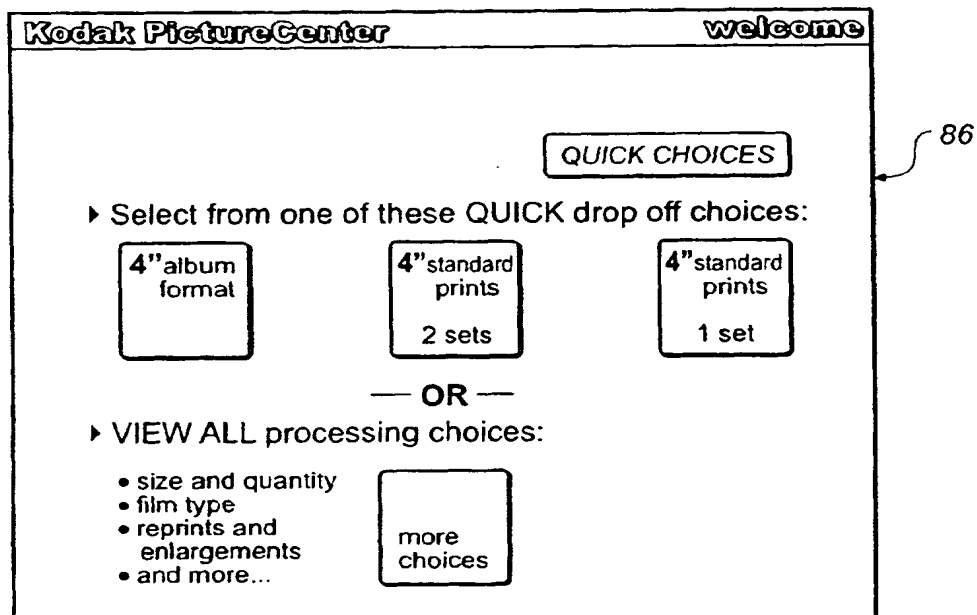 Kodak PictureCenter welcome
86
QUICK CHOICES
Select from one of these QUICK drop off choices:
4" album format
4" standard prints 2 sets
4" standard prints 1 set
— OR —
VIEW ALL processing choices:
• size and quantity
• film type
• reprints and
enlargements
• and more...
more
choices